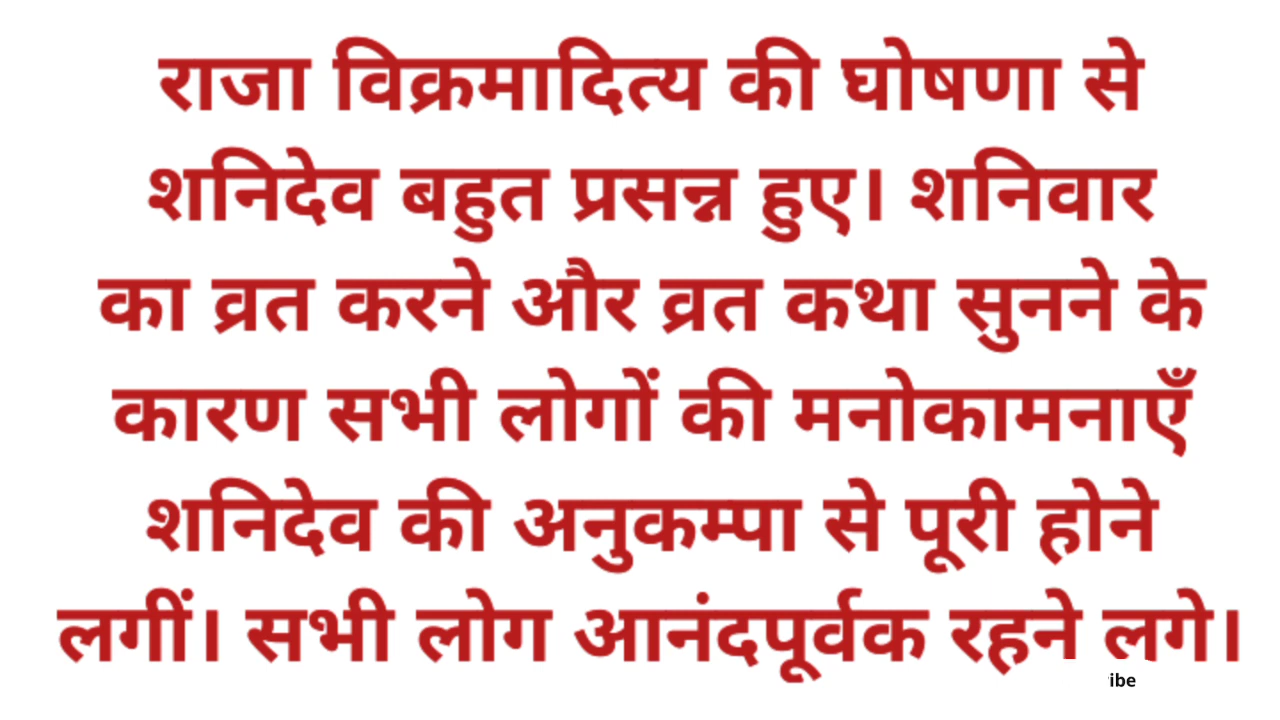 राजा विक्रमादित्य की घोषणा से
शनिदेव बहुत प्रसन्न हुए। शनिवार
का व्रत करने और व्रत कथा सुनने के
कारण सभी लोगों की मनोकामनाएँ
शनिदेव की अनुकम्पा से पूरी होने
लगीं। सभी लोग आनंदपूर्वक रहने लगे।